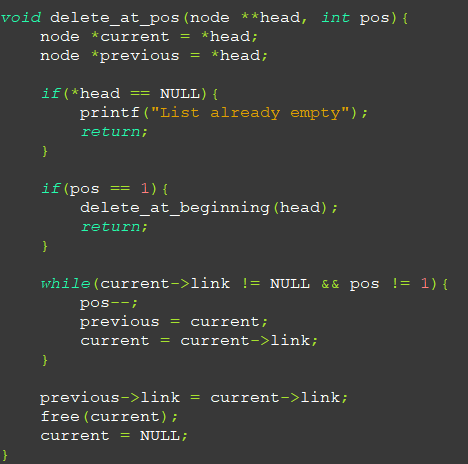 void delete_at_pos(node **head, int pos){
    node *current = *head;
    node *previous = *head;

    if(*head == NULL){
        printf("List already empty");
        return;
    }

    if(pos == 1){
        delete_at_beginning(head);
        return;
    }

    while(current->link != NULL && pos != 1){
        pos--;
        previous = current;
        current = current->link;
    }

    previous->link = current->link;
    free(current);
    current = NULL;
}